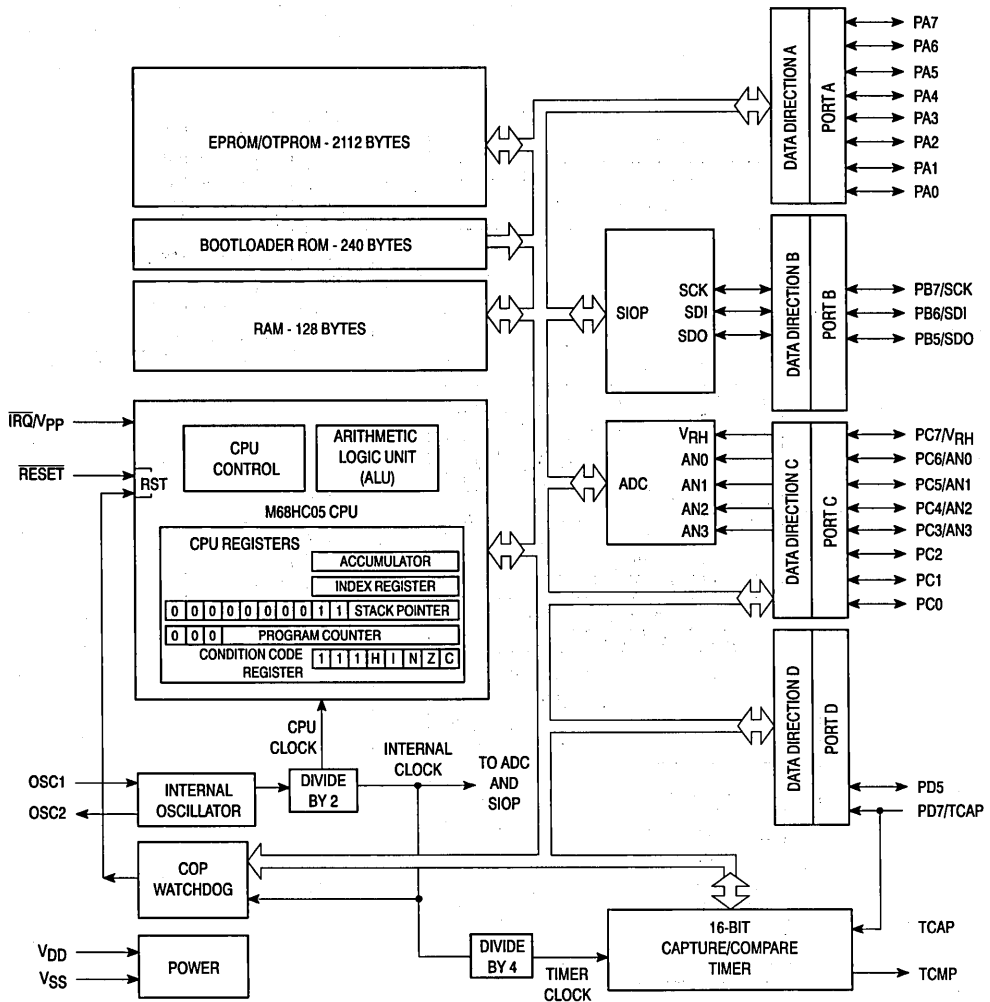 EPROM/OTPROM - 2112 BYTES
BOOTLOADER ROM - 240 BYTES
RAM - 128 BYTES
IRQ/VPP
RESET
RST
CPU
CONTROL
ARITHMETIC
LOGIC UNIT
(ALU)
M68HC05 CPU
CPU REGISTERS
ACCUMULATOR
INDEX REGISTER
0 0 0 0 0 0 0 0 1 1 STACK POINTER
0 0 0 PROGRAM COUNTER
CONDITION CODE
REGISTER
1 1 1 H I N Z C
CPU
CLOCK
INTERNAL
CLOCK
TO ADC
AND
SIOP
OSC1
OSC2
INTERNAL
OSCILLATOR
DIVIDE
BY 2
COP
WATCHDOG
VDD
VSS
POWER
DIVIDE
BY 4
TIMER
CLOCK
16-BIT
CAPTURE/COMPARE
TIMER
TCAP
TCMP
DATA DIRECTION A
PORT A
PA7
PA6
PA5
PA4
PA3
PA2
PA1
PA0
SIOP
SCK
SDI
SDO
DATA DIRECTION B
PORT B
PB7/SCK
PB6/SDI
PB5/SDO
ADC
VRH
AN0
AN1
AN2
AN3
DATA DIRECTION C
PORT C
PC7/VRH
PC6/AN0
PC5/AN1
PC4/AN2
PC3/AN3
PC2
PC1
PC0
DATA DIRECTION D
PORT D
PD5
PD7/TCAP